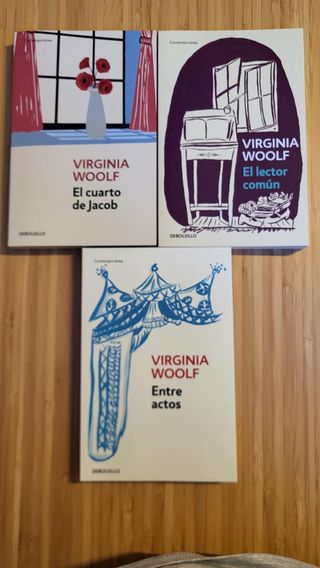 Contemporánea
VIRGINIA
WOOLF
El cuarto
de Jacob
DEBOLSILLO
Contemporánea
VIRGINIA
WOOLF
El lector
común
DEBOLSILLO
Contemporánea
VIRGINIA
WOOLF
Entre
actos
DEBOLSILLO